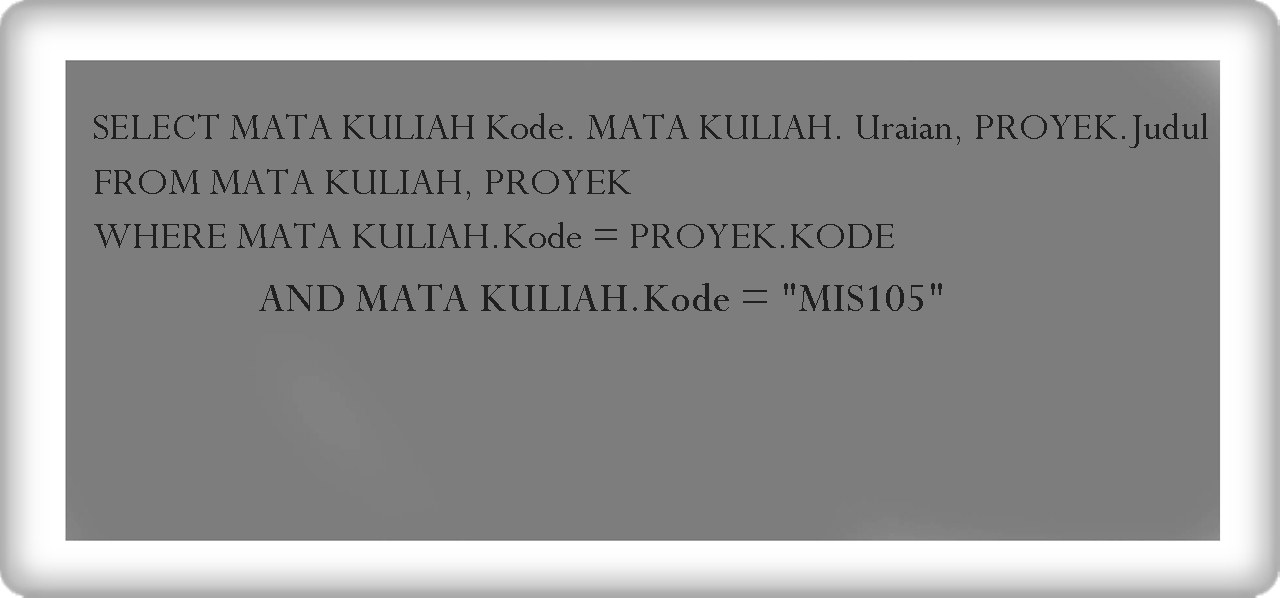 SELECT MATA KULIAH Kode. MATA KULIAH. Uraian, PROYEK.Judul
FROM MATA KULIAH, PROYEK
WHERE MATA KULIAH.Kode = PROYEK.KODE
AND MATA KULIAH.Kode = "MIS105"